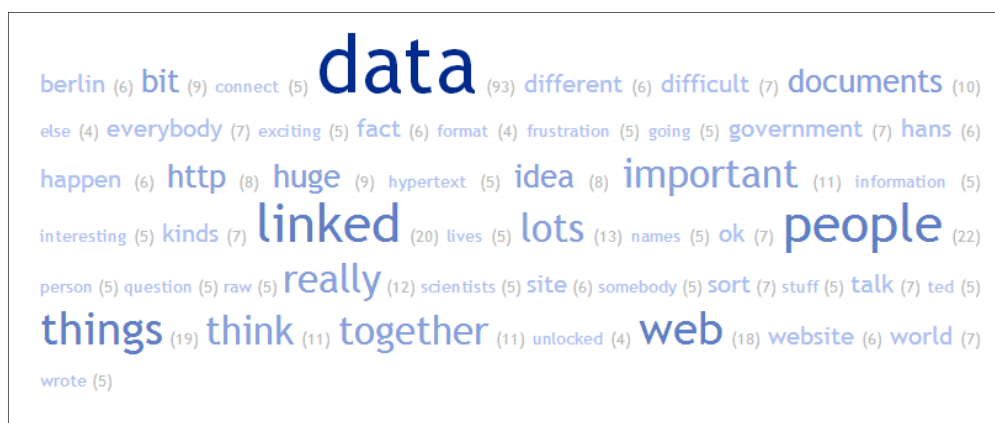 berlin (6) bit (9) connect (5) data (93) different (6) difficult (7) documents (10)
else (4) everybody (7) exciting (5) fact (6) format (4) frustration (5) going (5) government (7) hans (6)
happen (6) http (8) huge (9) hypertext (5) idea (8) important (11) information (5)
interesting (5) kinds (7) linked (20) lives (5) lots (13) names (5) ok (7) people (22)
person (5) question (5) raw (5) really (12) scientists (5) site (6) somebody (5) sort (7) stuff (5) talk (7) ted (5)
things (19) think (11) together (11) unlocked (4) web (18) website (6) world (7)
wrote (5)